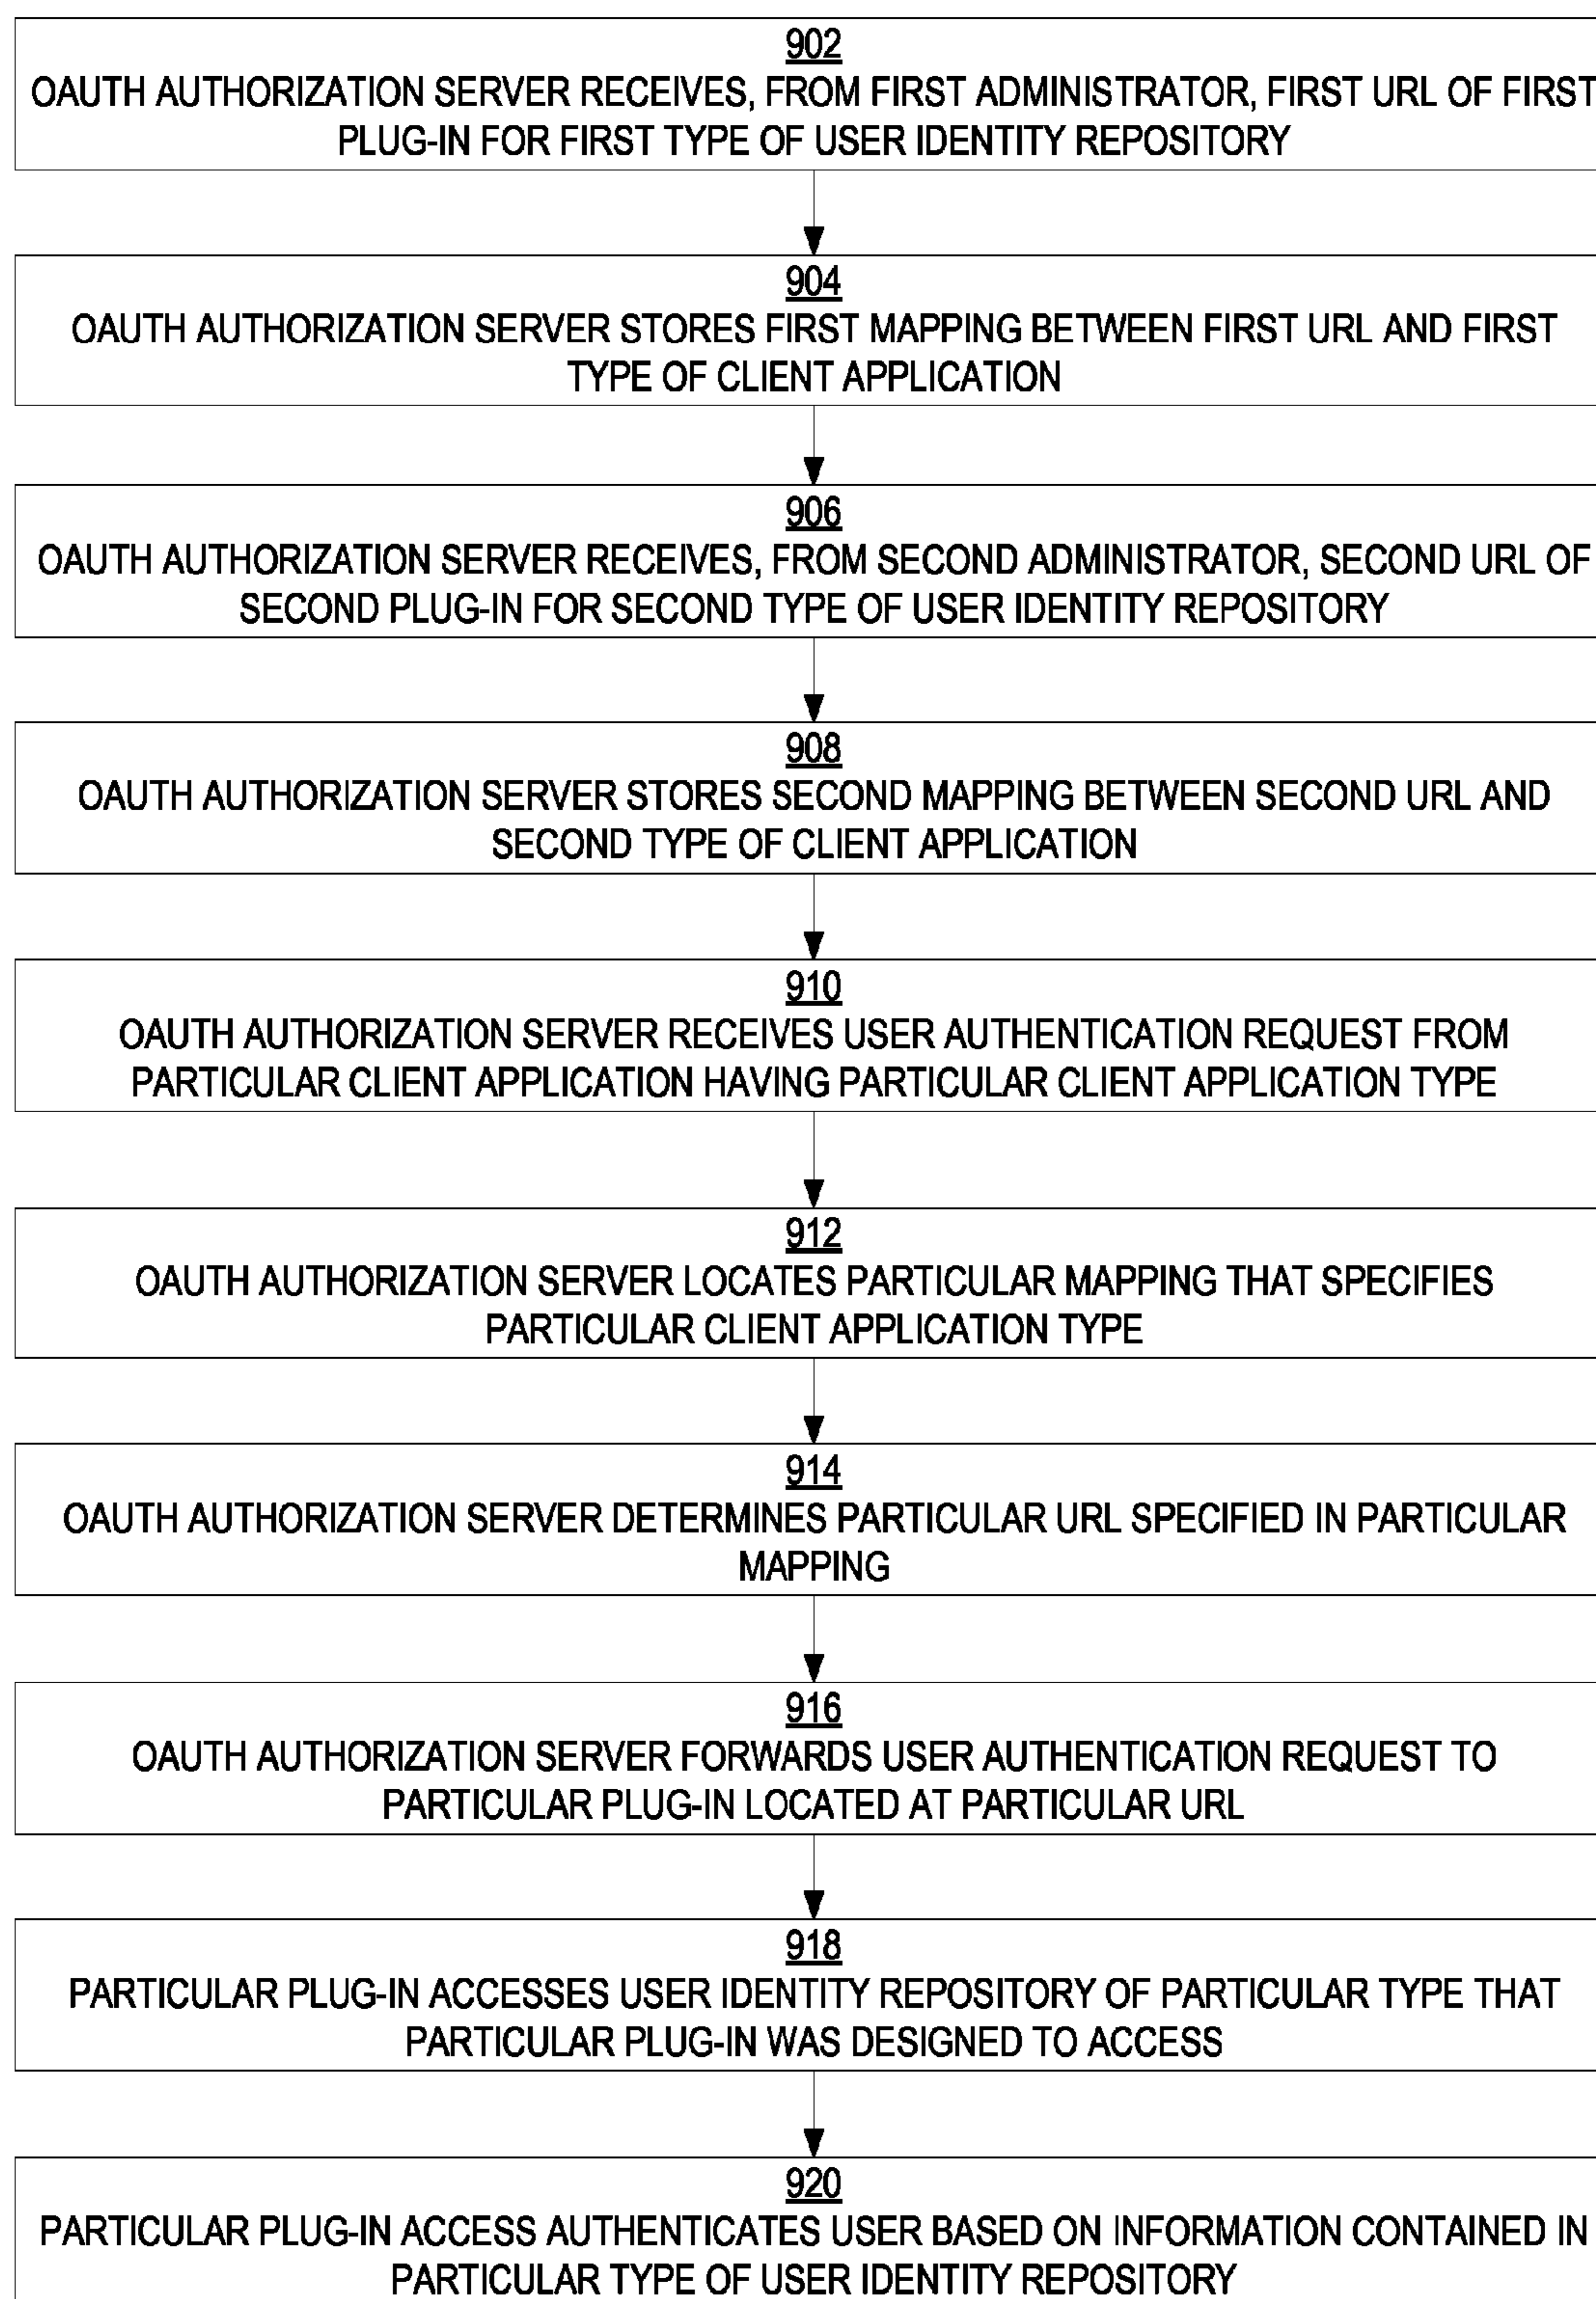 902
OAUTH AUTHORIZATION SERVER RECEIVES, FROM FIRST ADMINISTRATOR, FIRST URL OF FIRST
PLUG-IN FOR FIRST TYPE OF USER IDENTITY REPOSITORY
904
OAUTH AUTHORIZATION SERVER STORES FIRST MAPPING BETWEEN FIRST URL AND FIRST
TYPE OF CLIENT APPLICATION
906
OAUTH AUTHORIZATION SERVER RECEIVES, FROM SECOND ADMINISTRATOR, SECOND URL OF
SECOND PLUG-IN FOR SECOND TYPE OF USER IDENTITY REPOSITORY
908
OAUTH AUTHORIZATION SERVER STORES SECOND MAPPING BETWEEN SECOND URL AND
SECOND TYPE OF CLIENT APPLICATION
910
OAUTH AUTHORIZATION SERVER RECEIVES USER AUTHENTICATION REQUEST FROM
PARTICULAR CLIENT APPLICATION HAVING PARTICULAR CLIENT APPLICATION TYPE
912
OAUTH AUTHORIZATION SERVER LOCATES PARTICULAR MAPPING THAT SPECIFIES
PARTICULAR CLIENT APPLICATION TYPE
914
OAUTH AUTHORIZATION SERVER DETERMINES PARTICULAR URL SPECIFIED IN PARTICULAR
MAPPING
916
OAUTH AUTHORIZATION SERVER FORWARDS USER AUTHENTICATION REQUEST TO
PARTICULAR PLUG-IN LOCATED AT PARTICULAR URL
918
PARTICULAR PLUG-IN ACCESSES USER IDENTITY REPOSITORY OF PARTICULAR TYPE THAT
PARTICULAR PLUG-IN WAS DESIGNED TO ACCESS
920
PARTICULAR PLUG-IN ACCESS AUTHENTICATES USER BASED ON INFORMATION CONTAINED IN
PARTICULAR TYPE OF USER IDENTITY REPOSITORY